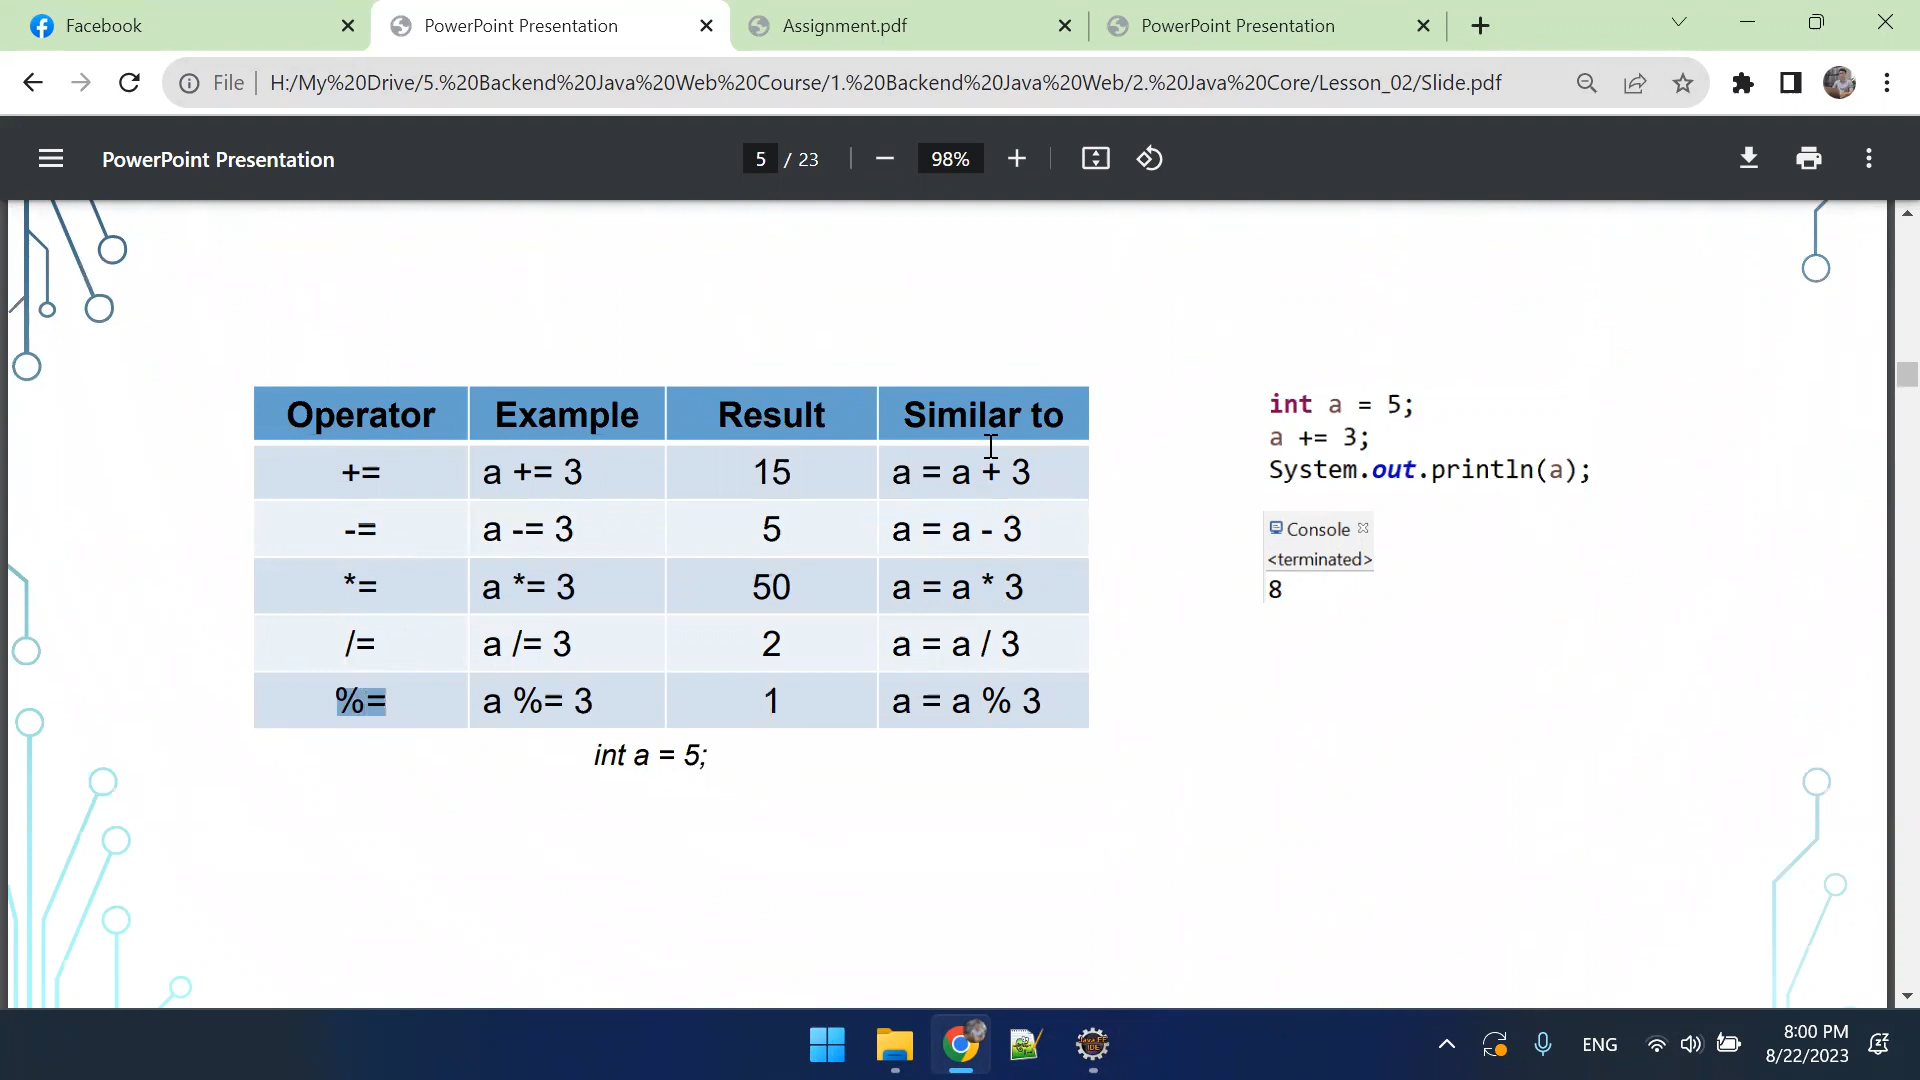 Facebook
PowerPoint Presentation
Assignment.pdf
PowerPoint Presentation
File
H:/My%20Drive/5.%20Backend%20Java%20Web%20Course/1.%20Backend%20Java%20Web/2.%20Java%20Core/Lesson_02/Slide.pdf
PowerPoint Presentation
5 / 23
98%
Operator Example Result Similar to
+= a += 3 15 a = a + 3
-= a -= 3 5 a = a - 3
*= a *= 3 50 a = a * 3
/= a /= 3 2 a = a / 3
%= a %= 3 1 a = a % 3
int a = 5;
int a = 5;
a += 3;
System.out.println(a);
Console
<terminated>
8
ENG
8:00 PM
8/22/2023